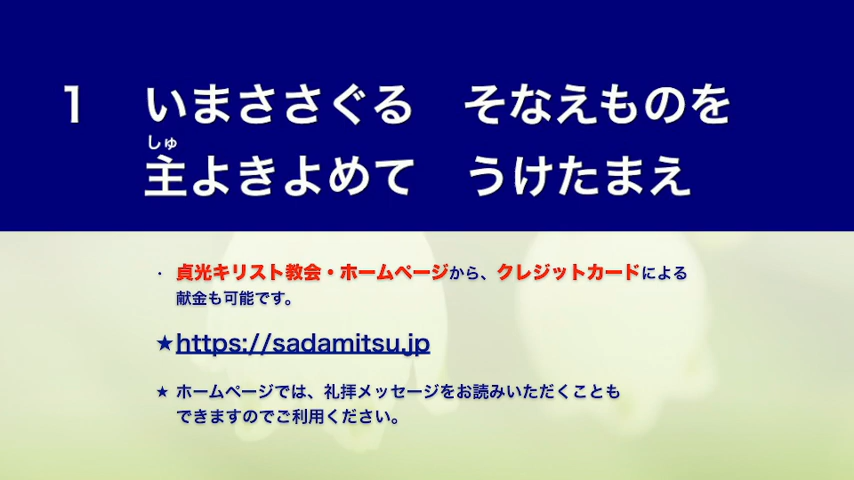 1 いまささぐる そなえものを
しゅ
主よきよめて うけたまえ
・ 貞光キリスト教会・ホームページから、クレジットカードによる
献金も可能です。
★https://sadamitsu.jp
★ ホームページでは、礼拝メッセージをお読みいただくことも
できますのでご利用ください。